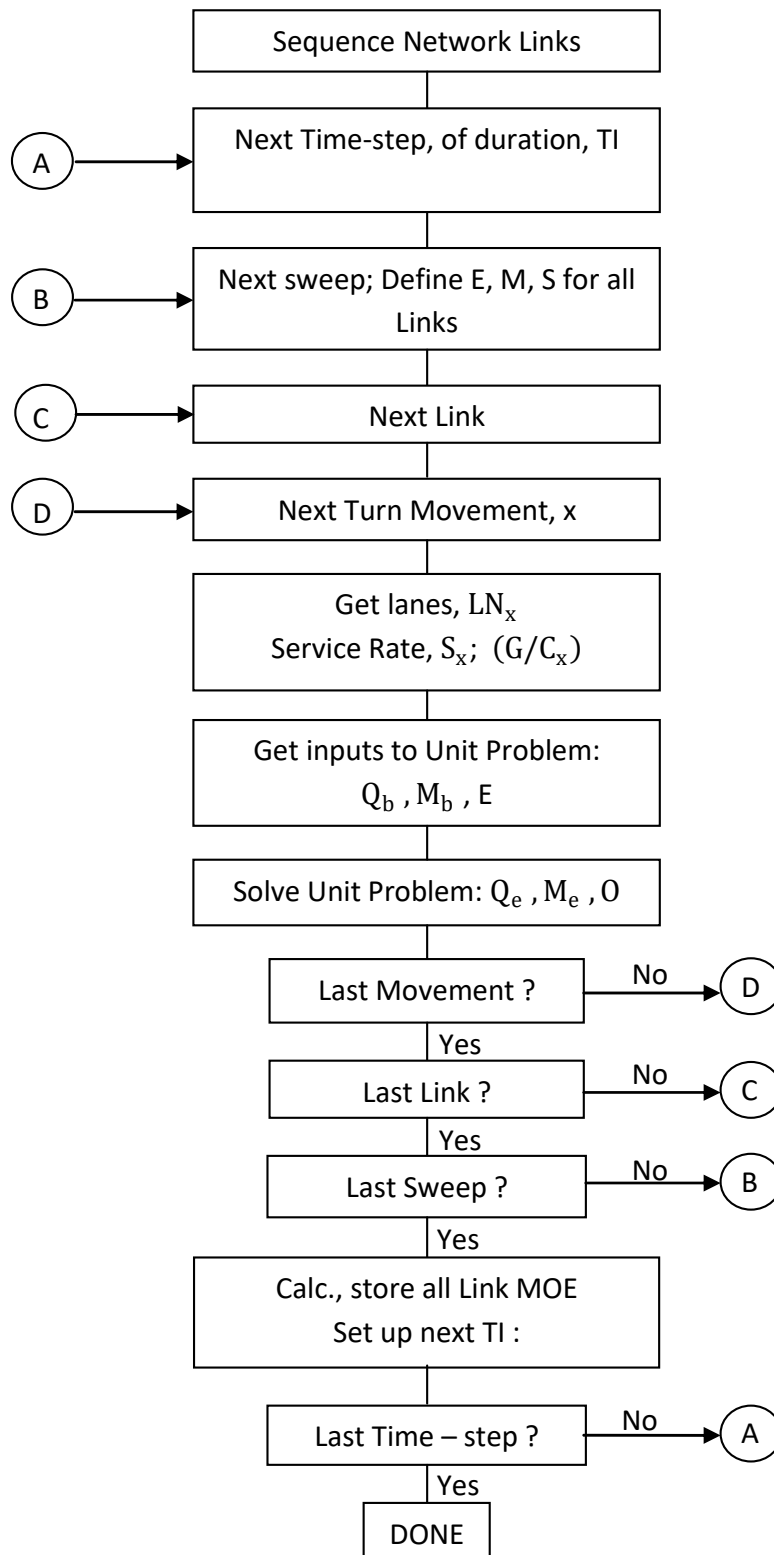 Sequence Network Links
Next Time-step, of duration, TI
A
Next sweep; Define E, M, S for all
Links
B
Next Link
C
Next Turn Movement, x
D
Get lanes, LNₓ
Service Rate, Sₓ; (G/Cₓ)
Get inputs to Unit Problem:
Q_b , M_b , E
Solve Unit Problem: Qₑ , Mₑ , O
Last Movement ?
No
D
Yes
Last Link ?
No
C
Yes
Last Sweep ?
No
B
Yes
Calc., store all Link MOE
Set up next TI :
Last Time – step ?
No
A
Yes
DONE